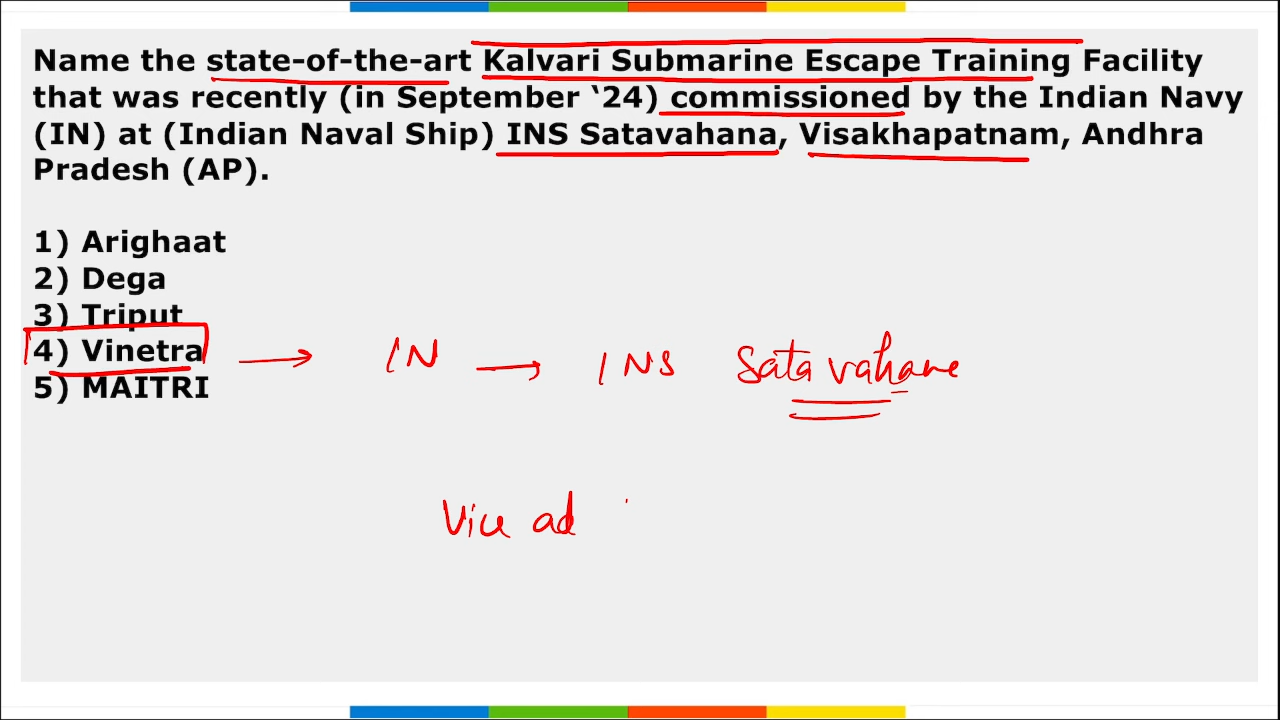 Name the state-of-the-art Kalvari Submarine Escape Training Facility
that was recently (in September ‘24) commissioned by the Indian Navy
(IN) at (Indian Naval Ship) INS Satavahana, Visakhapatnam, Andhra
Pradesh (AP).
1) Arighaat
2) Dega
3) Triput
4) Vinetra → IN → INS Satavahana
5) MAITRI
Vice ad